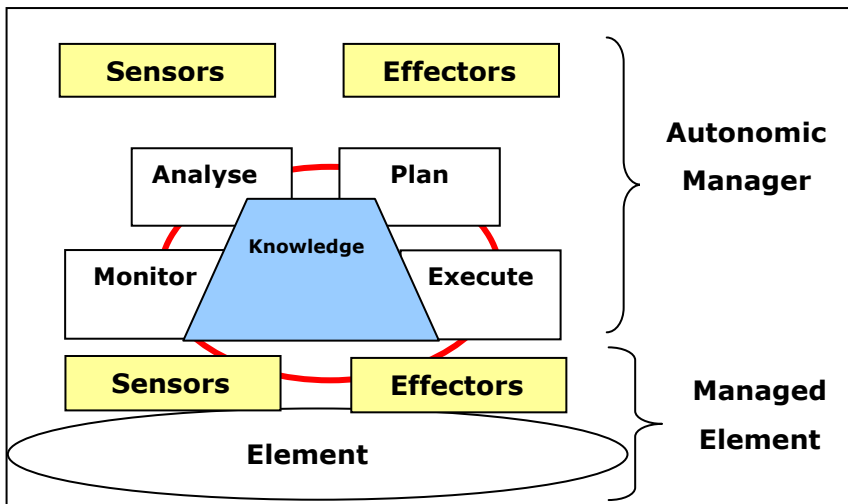 Sensors
Effectors
Autonomic
Manager
Analyse
Plan
Knowledge
Monitor
Execute
Sensors
Effectors
Managed
Element
Element